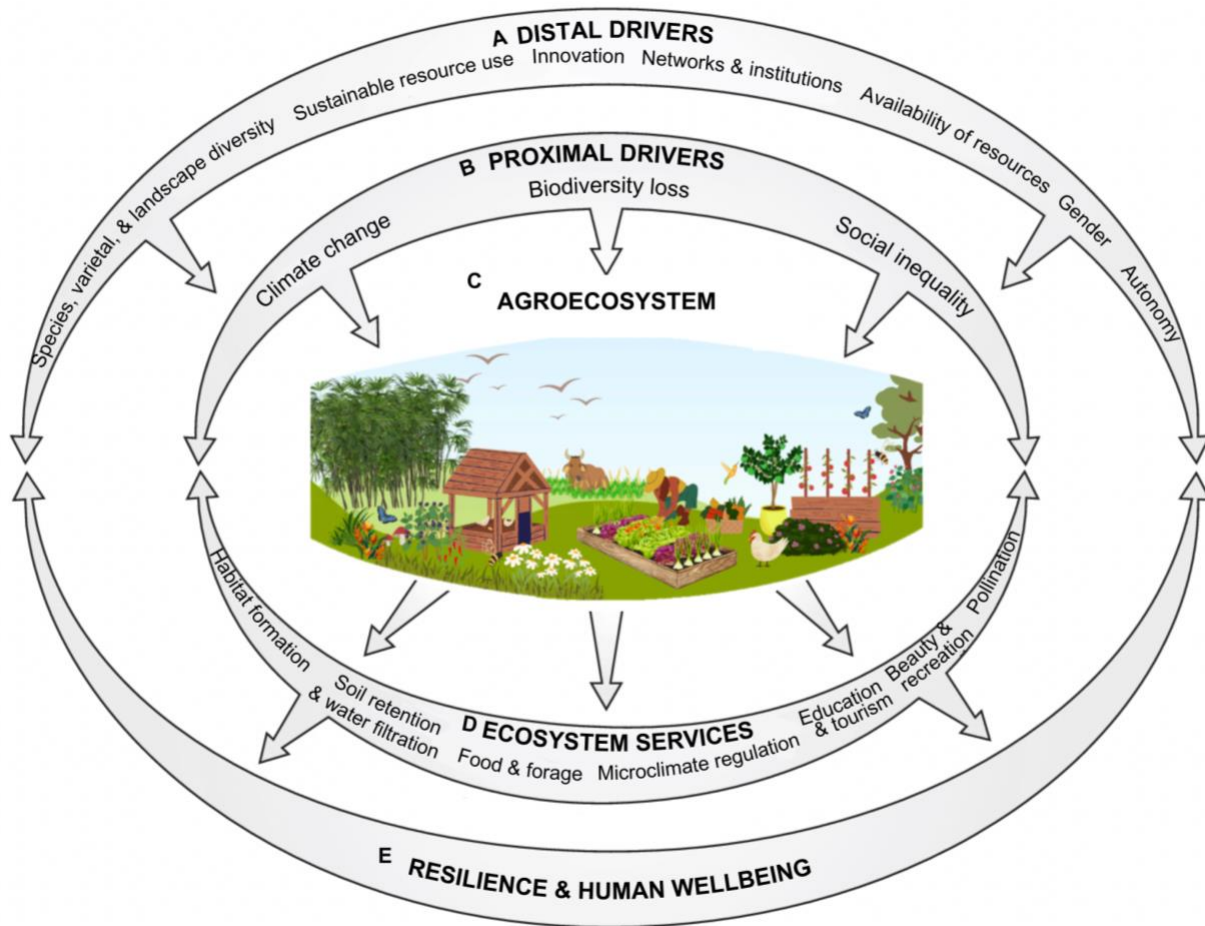 A DISTAL DRIVERS
Species, varietal, & landscape diversity Sustainable resource use Innovation Networks & institutions Availability of resources Gender Autonomy
B PROXIMAL DRIVERS
Climate change Biodiversity loss Social inequality
C
AGROECOSYSTEM
Habitat formation
Soil retention
& water filtration
D ECOSYSTEM SERVICES
Food & forage
Microclimate regulation
Education
& tourism
Beauty &
recreation
Pollination
E RESILIENCE & HUMAN WELLBEING